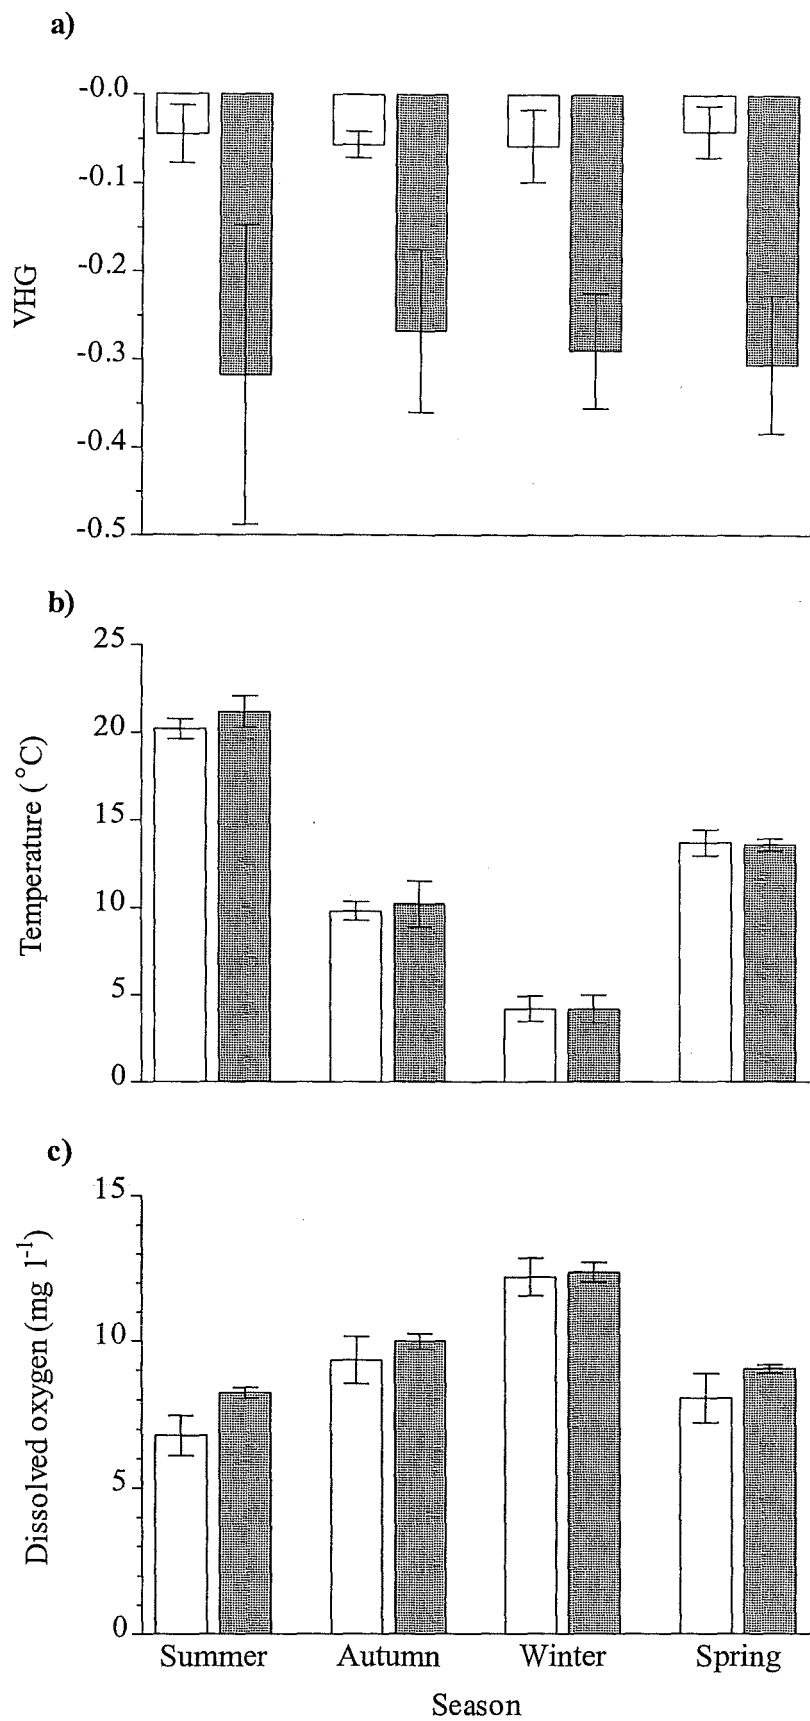 a)
-0.0
-0.1
-0.2
-0.3
-0.4
-0.5
VHG
b)
25
20
15
10
5
0
Temperature (°C)
c)
15
10
5
0
Dissolved oxygen (mg l⁻¹)
Summer Autumn Winter Spring
Season